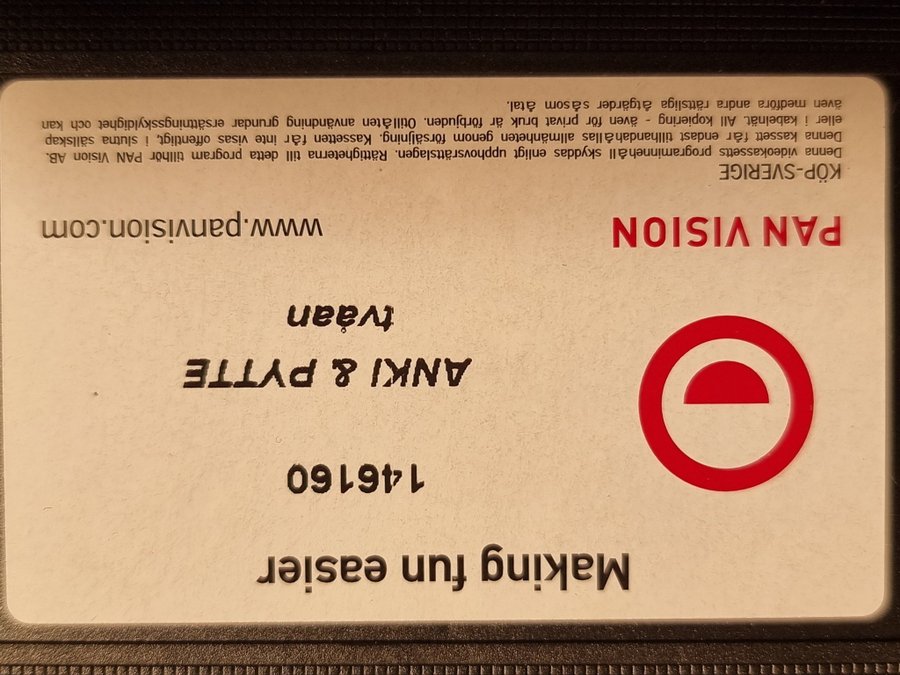 Making fun easier
146160
ANKI & PYTTE
tvåan
PAN VISION
www.panvision.com
KÖP-SVERIGE
Denna videokassetts programinnehåll skyddas enligt upphovsrättslagen. Rättigheterna till detta program tillhör PAN Vision AB.
Denna kassett får endast tillhandahållas allmänheten genom försäljning. Kassetten får inte visas offentligt, i slutna sällskap
eller i kabelnät. All kopiering - även för privat bruk är förbjuden. Otillåten användning grundar ersättningsskyldighet och kan
även medföra andra rättsliga åtgärder såsom åtal.